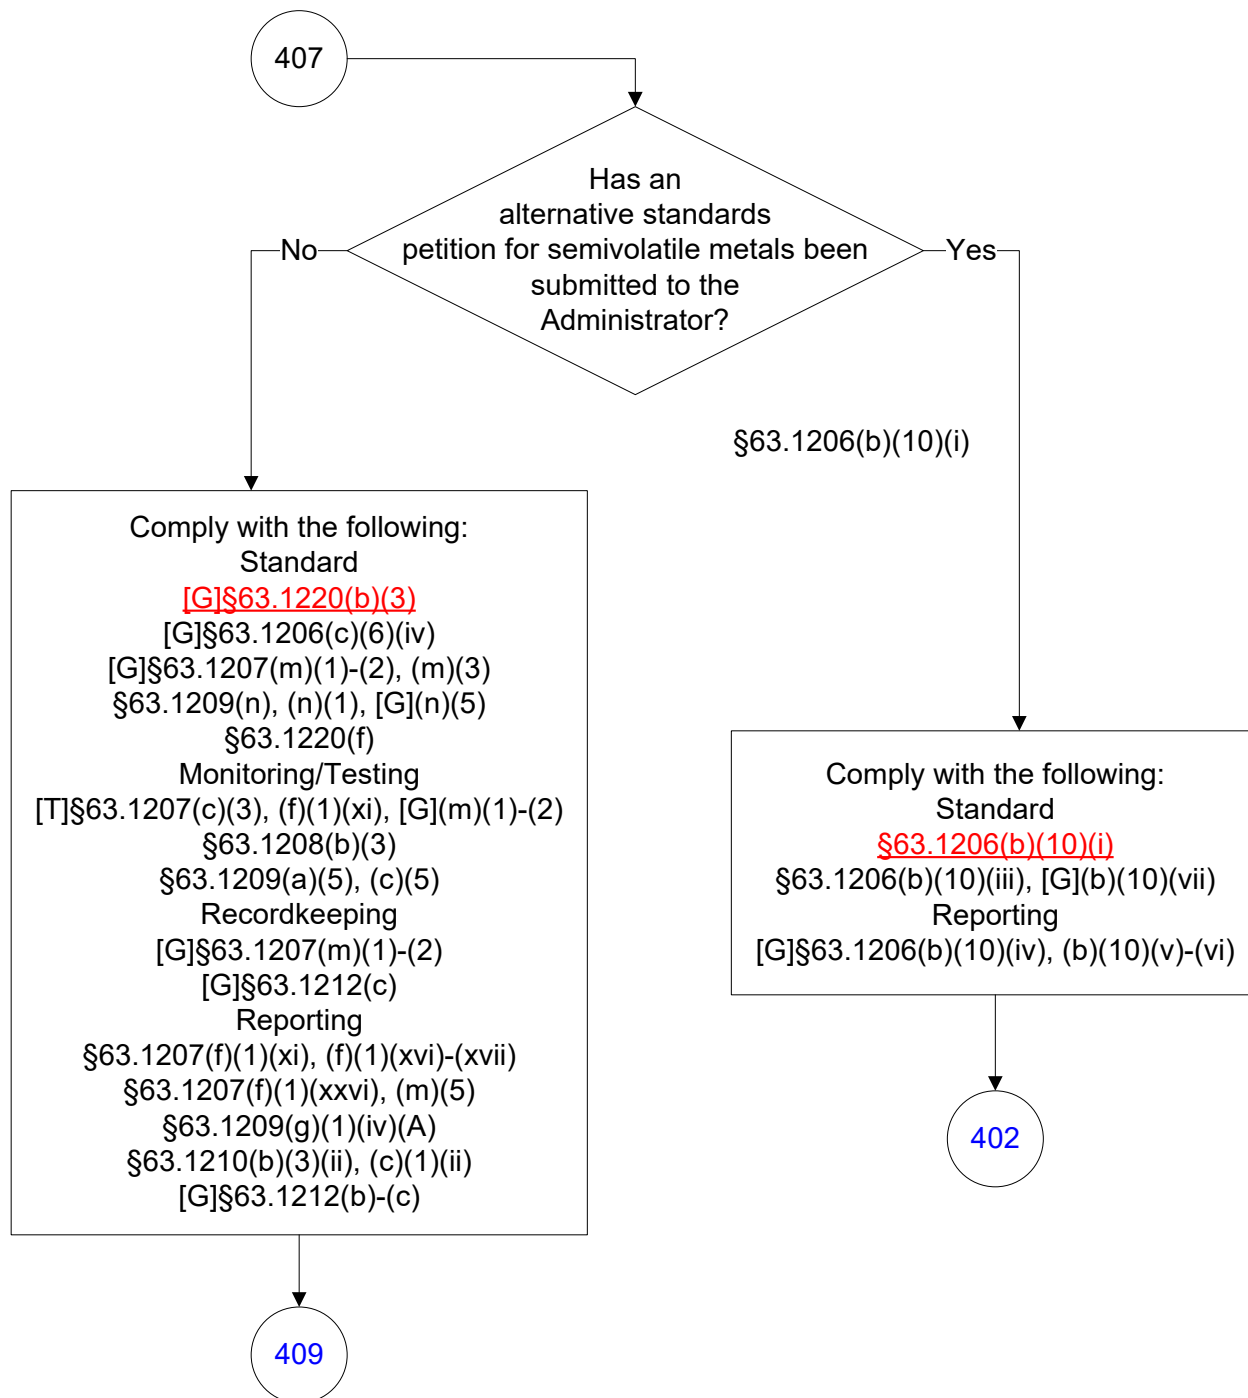 407
Has an
alternative standards
petition for semivolatile metals been
submitted to the
Administrator?
No
Yes
§63.1206(b)(10)(i)
Comply with the following:
Standard
[G]§63.1220(b)(3)
[G]§63.1206(c)(6)(iv)
[G]§63.1207(m)(1)-(2), (m)(3)
§63.1209(n), (n)(1), [G](n)(5)
§63.1220(f)
Monitoring/Testing
[T]§63.1207(c)(3), (f)(1)(xi), [G](m)(1)-(2)
§63.1208(b)(3)
§63.1209(a)(5), (c)(5)
Recordkeeping
[G]§63.1207(m)(1)-(2)
[G]§63.1212(c)
Reporting
§63.1207(f)(1)(xi), (f)(1)(xvi)-(xvii)
§63.1207(f)(1)(xxvi), (m)(5)
§63.1209(g)(1)(iv)(A)
§63.1210(b)(3)(ii), (c)(1)(ii)
[G]§63.1212(b)-(c)
409
Comply with the following:
Standard
§63.1206(b)(10)(i)
§63.1206(b)(10)(iii), [G](b)(10)(vii)
Reporting
[G]§63.1206(b)(10)(iv), (b)(10)(v)-(vi)
402